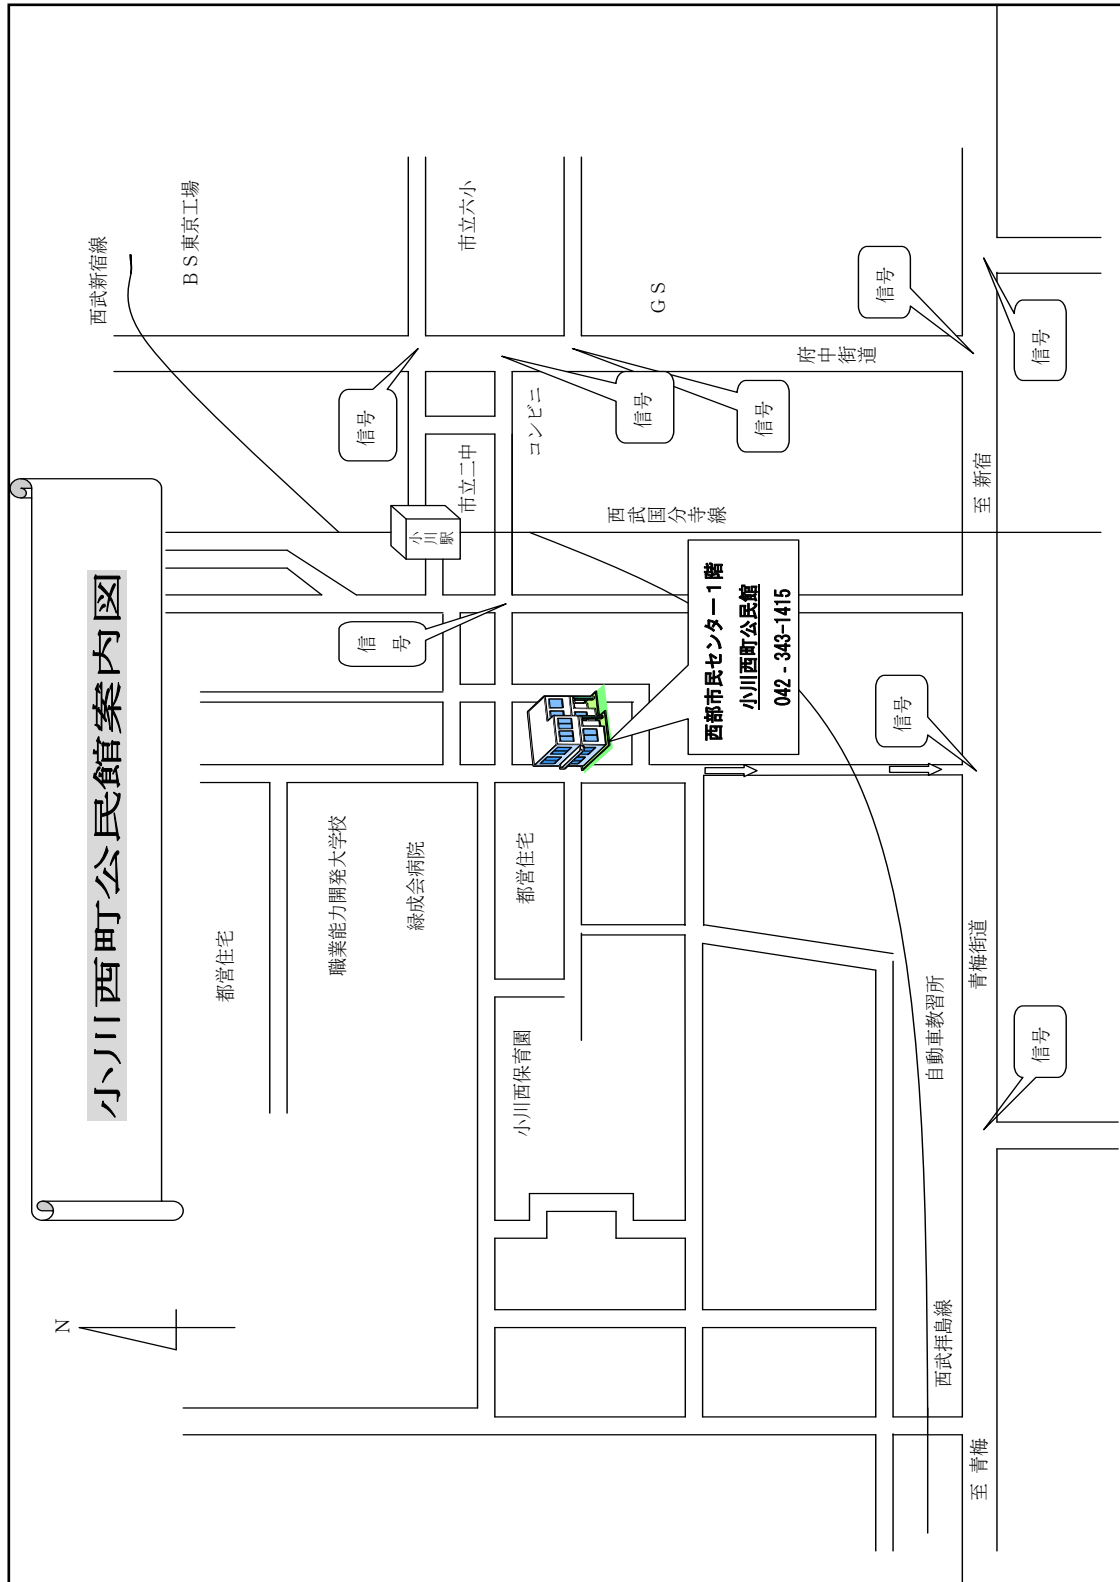 小川西町公民館案内図
N
西武新宿線
BS東京工場
都営住宅
職業能力開発大学校
緑成会病院
小川駅
市立二中
市立六小
信号
信号
信号
信号
信号
コンビニ
GS
小川西保育園
都営住宅
西武国分寺線
府中街道
西部市民センター1階
小川西町公民館
042-343-1415
信号
信号
信号
信号
自動車教習所
西武拝島線
至 青梅
青梅街道
至 新宿